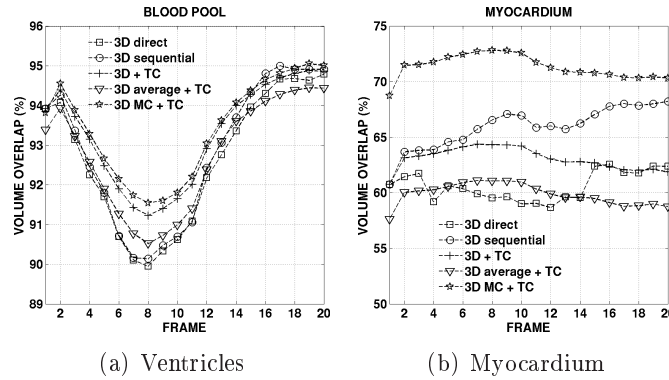 BLOOD POOL
96
95
94
93
92
91
90
89
VOLUME OVERLAP (%)
3D direct
3D sequential
3D + TC
3D average + TC
3D MC + TC
2 4 6 8 10 12 14 16 18 20
FRAME
(a) Ventricles
MYOCARDIUM
75
70
65
60
55
50
VOLUME OVERLAP (%)
3D direct
3D sequential
3D + TC
3D average + TC
3D MC + TC
2 4 6 8 10 12 14 16 18 20
FRAME
(b) Myocardium